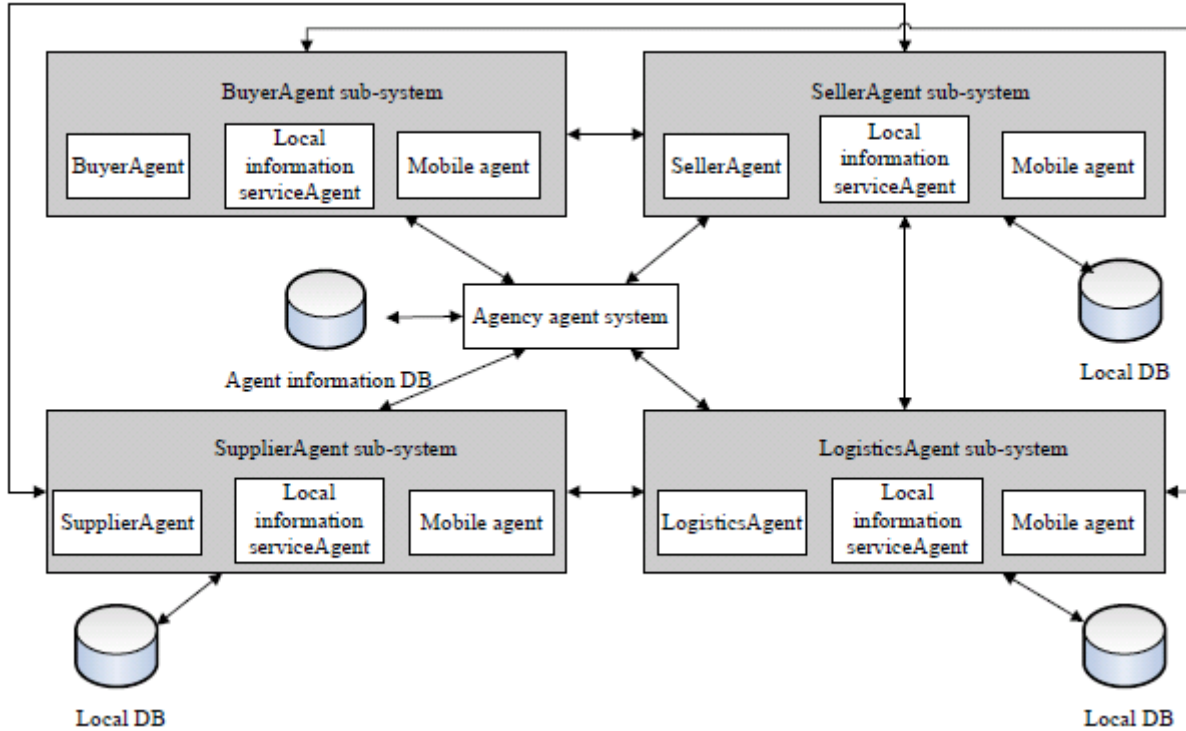 BuyerAgent sub-system
BuyerAgent
Local
information
serviceAgent
Mobile agent
SellerAgent sub-system
SellerAgent
Local
information
serviceAgent
Mobile agent
Agency agent system
Agent information DB
Local DB
SupplierAgent sub-system
SupplierAgent
Local
information
serviceAgent
Mobile agent
LogisticsAgent sub-system
LogisticsAgent
Local
information
serviceAgent
Mobile agent
Local DB
Local DB